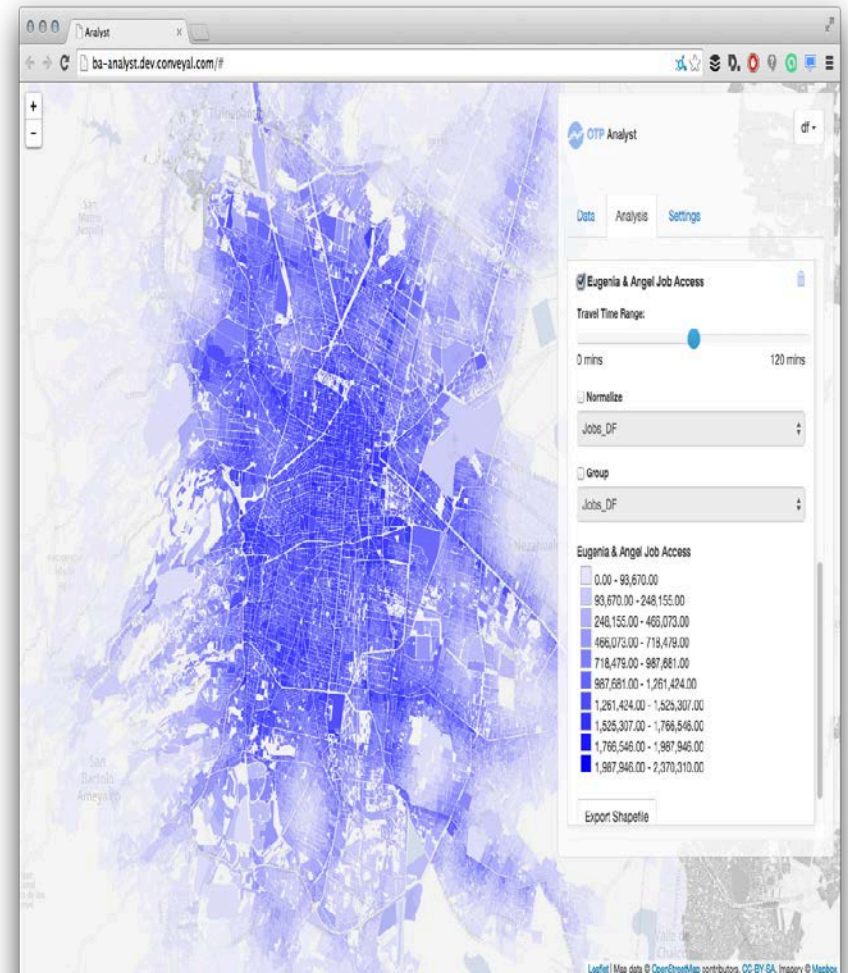 Analyst
ba-analyst.dev.conveyal.com/#
+
-
OTP Analyst
df
Data Analysis Settings
Eugenia & Angel Job Access
Travel Time Range:
0 mins 120 mins
Normalize
Jobs_DF
Group
Jobs_DF
Eugenia & Angel Job Access
0.00 - 93,670.00
93,670.00 - 248,155.00
248,155.00 - 466,073.00
466,073.00 - 718,479.00
718,479.00 - 987,681.00
987,681.00 - 1,261,424.00
1,261,424.00 - 1,525,307.00
1,525,307.00 - 1,766,546.00
1,766,546.00 - 1,987,946.00
1,987,946.00 - 2,370,310.00
Export Shapefile
San
Mateo
San
Bartolo
Ameyalco
Valle de
Leaflet | Map data © OpenStreetMap contributors, CC-BY-SA, Imagery © Mapbox